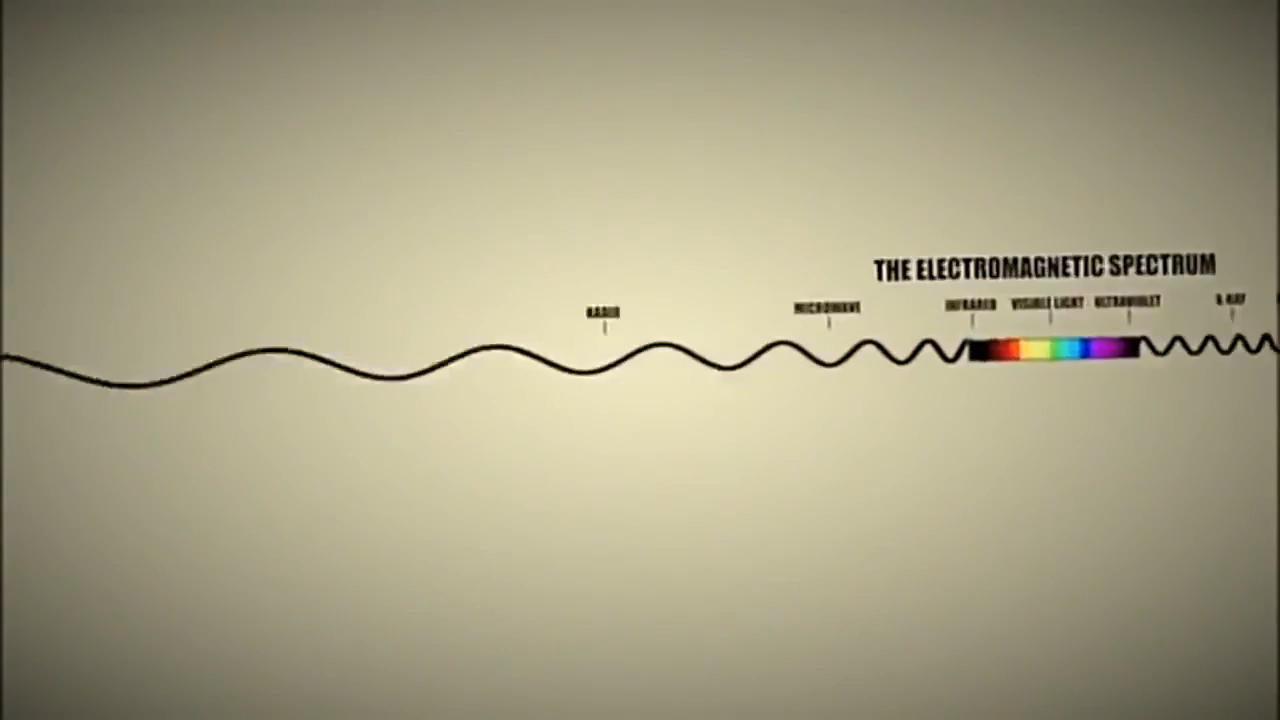 THE ELECTROMAGNETIC SPECTRUM
RADIO MICROWAVE INFRARED VISIBLE LIGHT ULTRAVIOLET X-RAY